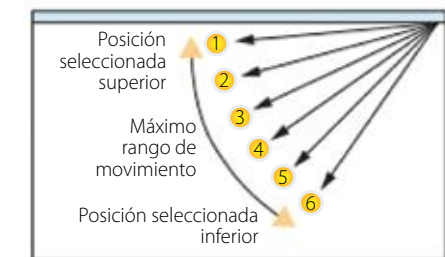 Posición
seleccionada
superior
1
2
3
Máximo
rango de
movimiento
4
5
6
Posición seleccionada
inferior